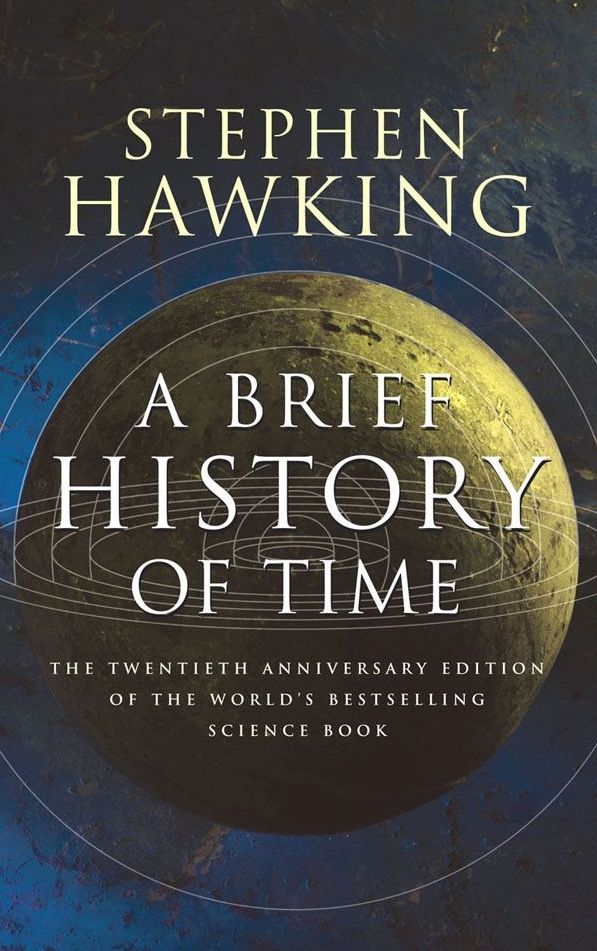 STEPHEN
HAWKING
A BRIEF
HISTORY
OF TIME
THE TWENTIETH ANNIVERSARY EDITION
OF THE WORLD'S BESTSELLING
SCIENCE BOOK